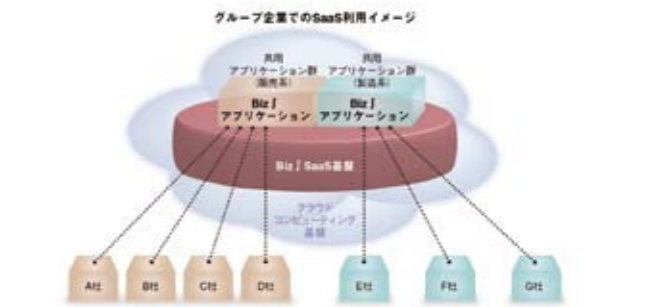 グループ企業でのSaaS利用イメージ
共用
アプリケーション群
(販売系)
共用
アプリケーション群
(製造系)
Biz∫
アプリケーション
Biz∫
アプリケーション
Biz∫SaaS基盤
クラウド
コンピューティング
基盤
A社
B社
C社
D社
E社
F社
G社